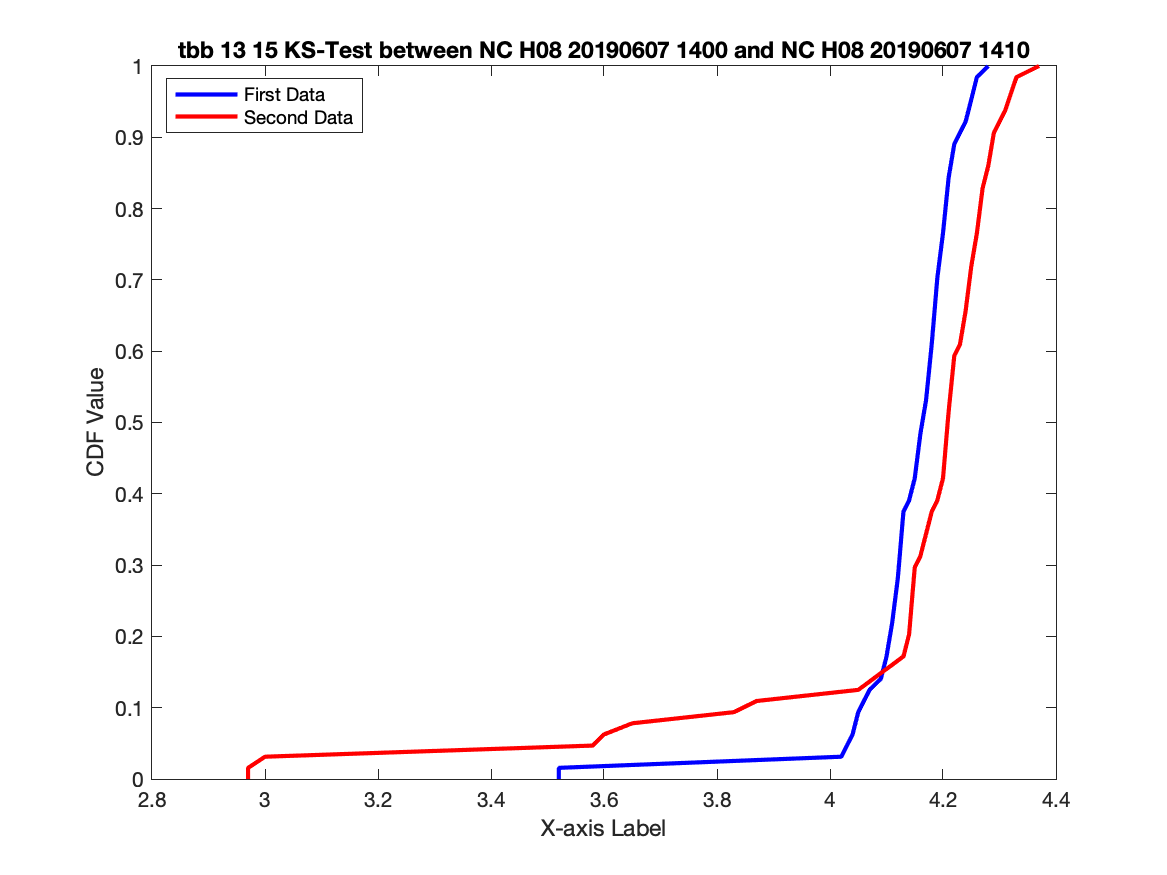 tbb 13 15 KS-Test between NC H08 20190607 1400 and NC H08 20190607 1410
First Data
Second Data
1
0.9
0.8
0.7
0.6
0.5
0.4
0.3
0.2
0.1
0
CDF Value
2.8 3 3.2 3.4 3.6 3.8 4 4.2 4.4
X-axis Label